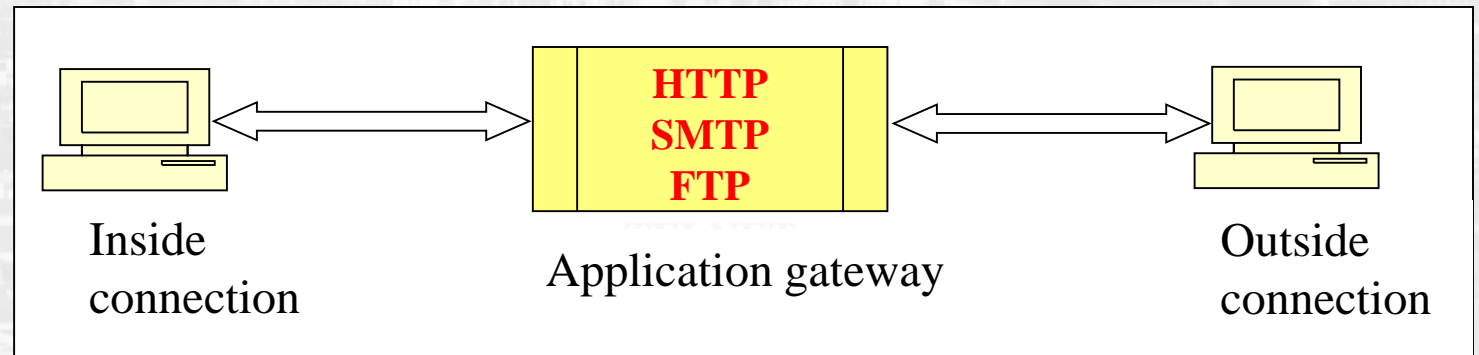 HTTP
SMTP
FTP
Inside
connection
Application gateway
Outside
connection